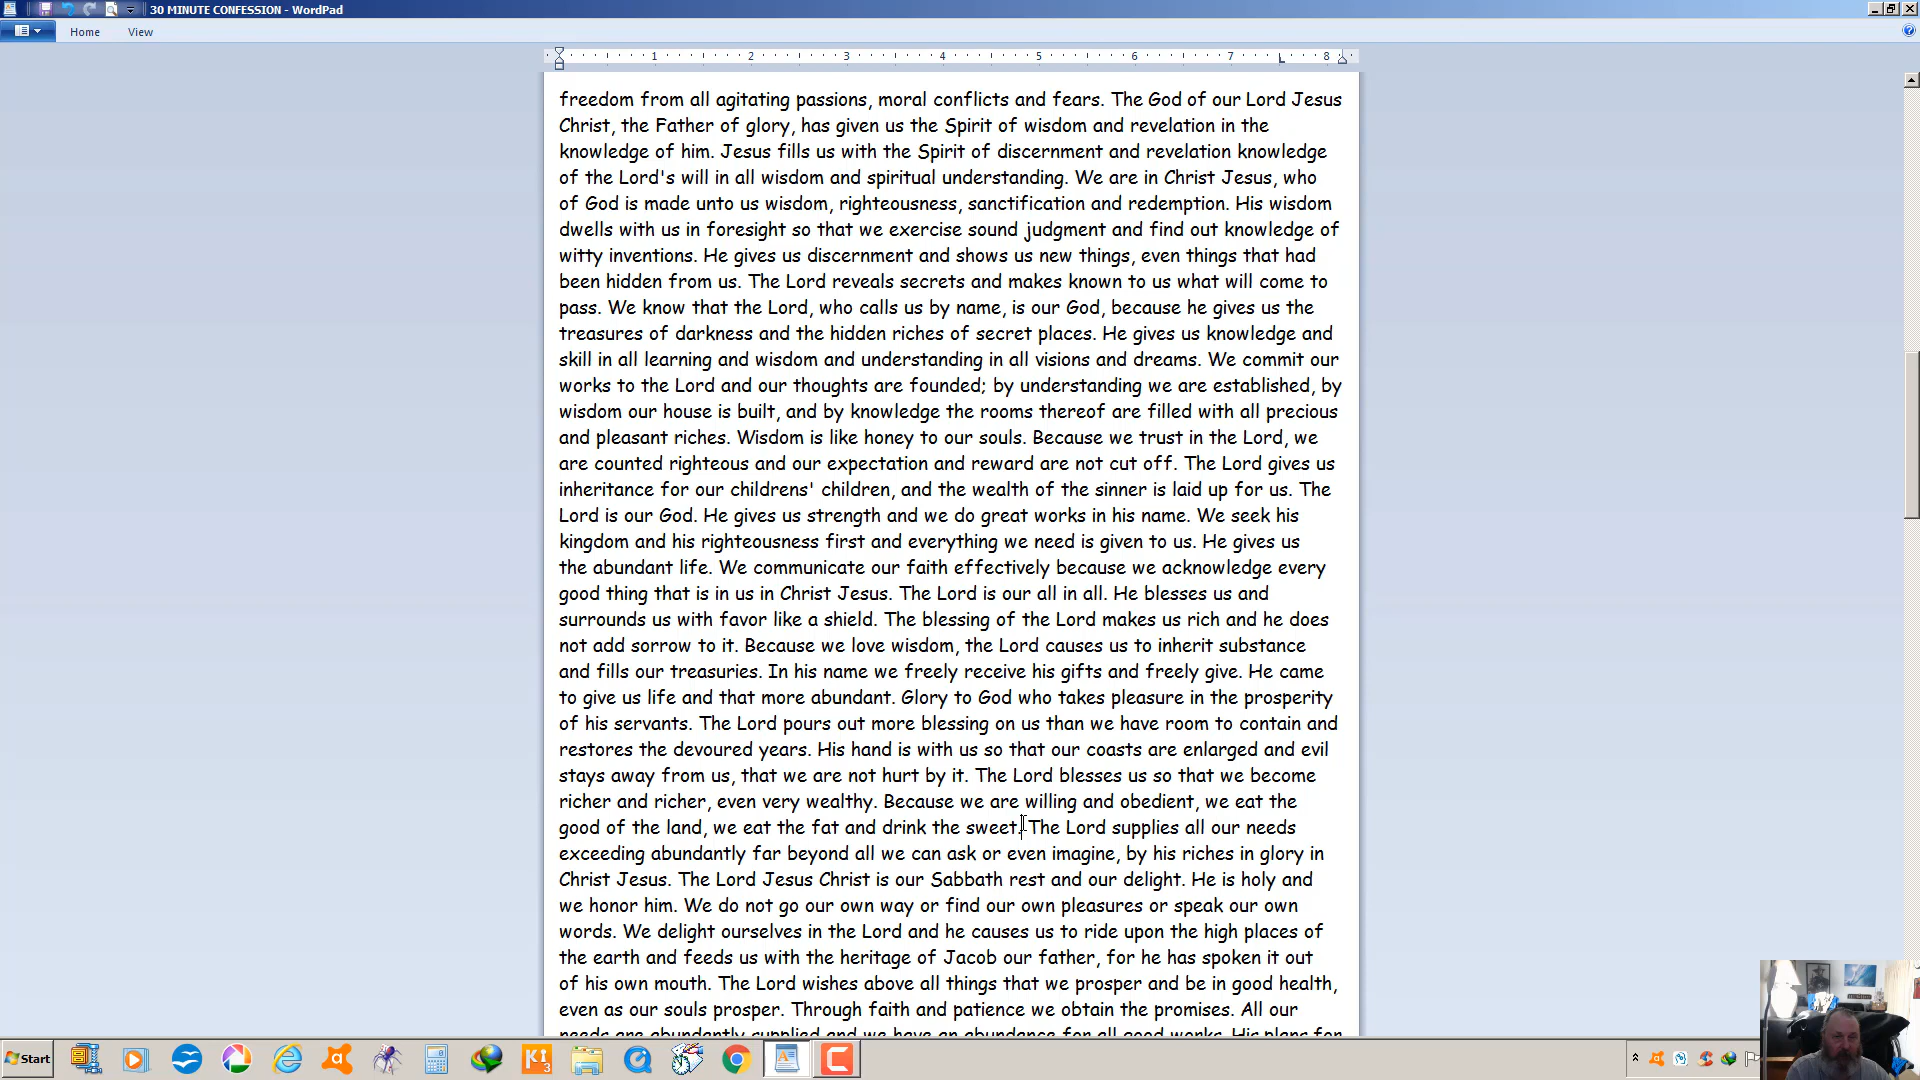 30 MINUTE CONFESSION - WordPad
Home View
1 2 3 4 5 6 7 8
freedom from all agitating passions, moral conflicts and fears. The God of our Lord Jesus
Christ, the Father of glory, has given us the Spirit of wisdom and revelation in the
knowledge of him. Jesus fills us with the Spirit of discernment and revelation knowledge
of the Lord's will in all wisdom and spiritual understanding. We are in Christ Jesus, who
of God is made unto us wisdom, righteousness, sanctification and redemption. His wisdom
dwells with us in foresight so that we exercise sound judgment and find out knowledge of
witty inventions. He gives us discernment and shows us new things, even things that had
been hidden from us. The Lord reveals secrets and makes known to us what will come to
pass. We know that the Lord, who calls us by name, is our God, because he gives us the
treasures of darkness and the hidden riches of secret places. He gives us knowledge and
skill in all learning and wisdom and understanding in all visions and dreams. We commit our
works to the Lord and our thoughts are founded; by understanding we are established, by
wisdom our house is built, and by knowledge the rooms thereof are filled with all precious
and pleasant riches. Wisdom is like honey to our souls. Because we trust in the Lord, we
are counted righteous and our expectation and reward are not cut off. The Lord gives us
inheritance for our childrens' children, and the wealth of the sinner is laid up for us. The
Lord is our God. He gives us strength and we do great works in his name. We seek his
kingdom and his righteousness first and everything we need is given to us. He gives us
the abundant life. We communicate our faith effectively because we acknowledge every
good thing that is in us in Christ Jesus. The Lord is our all in all. He blesses us and
surrounds us with favor like a shield. The blessing of the Lord makes us rich and he does
not add sorrow to it. Because we love wisdom, the Lord causes us to inherit substance
and fills our treasuries. In his name we freely receive his gifts and freely give. He came
to give us life and that more abundant. Glory to God who takes pleasure in the prosperity
of his servants. The Lord pours out more blessing on us than we have room to contain and
restores the devoured years. His hand is with us so that our coasts are enlarged and evil
stays away from us, that we are not hurt by it. The Lord blesses us so that we become
richer and richer, even very wealthy. Because we are willing and obedient, we eat the
good of the land, we eat the fat and drink the sweet. The Lord supplies all our needs
exceeding abundantly far beyond all we can ask or even imagine, by his riches in glory in
Christ Jesus. The Lord Jesus Christ is our Sabbath rest and our delight. He is holy and
we honor him. We do not go our own way or find our own pleasures or speak our own
words. We delight ourselves in the Lord and he causes us to ride upon the high places of
the earth and feeds us with the heritage of Jacob our father, for he has spoken it out
of his own mouth. The Lord wishes above all things that we prosper and be in good health,
even as our souls prosper. Through faith and patience we obtain the promises. All our
needs are abundantly supplied and we have an abundance for all good works. His plans for
Start